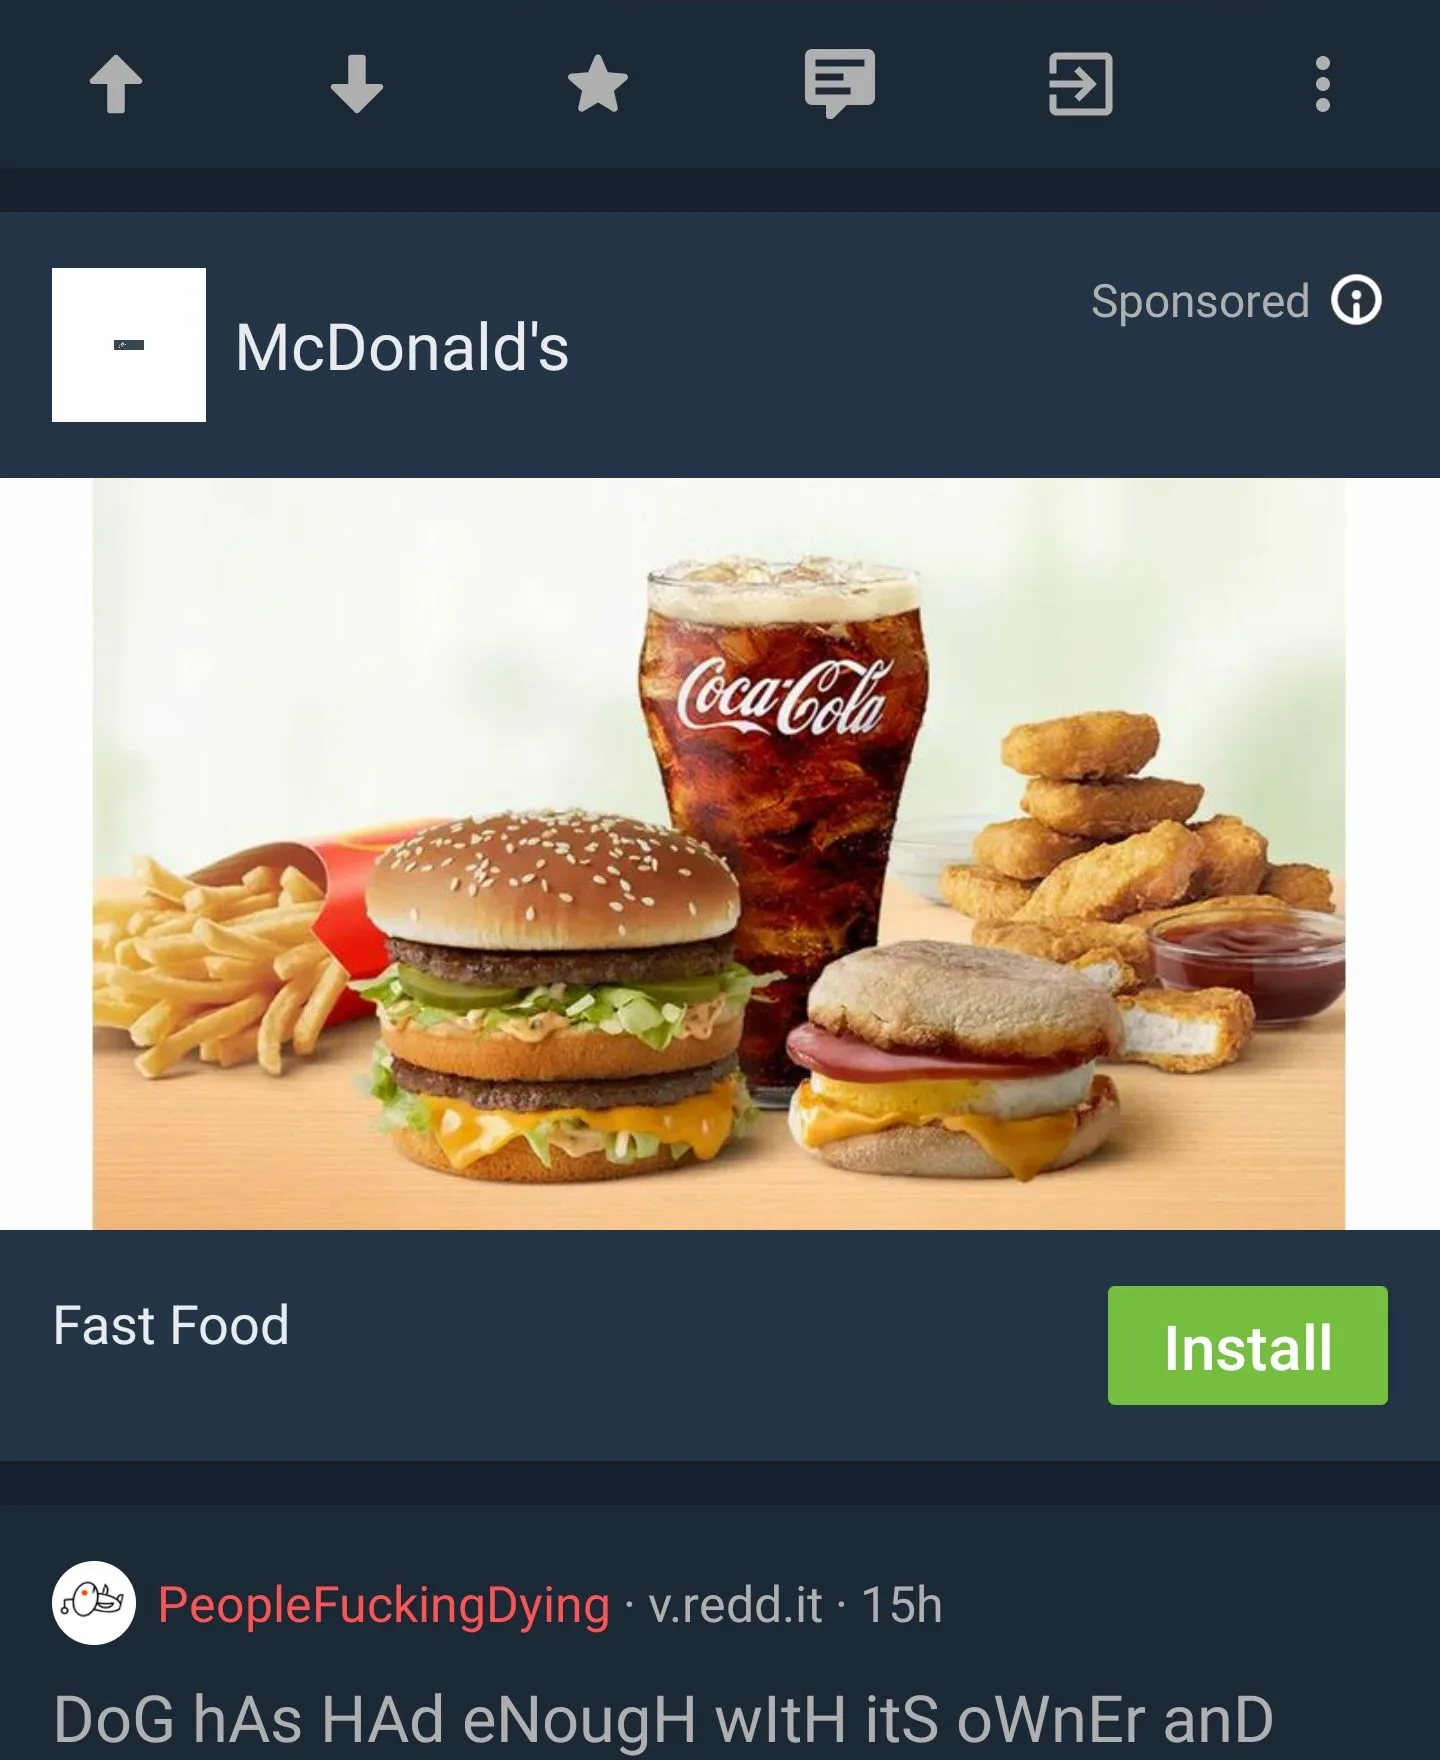 McDonald's
Sponsored
Coca-Cola
Fast Food
Install
PeopleFuckingDying · v.redd.it · 15h
DoG hAs HAd eNougH wItH itS oWnEr anD